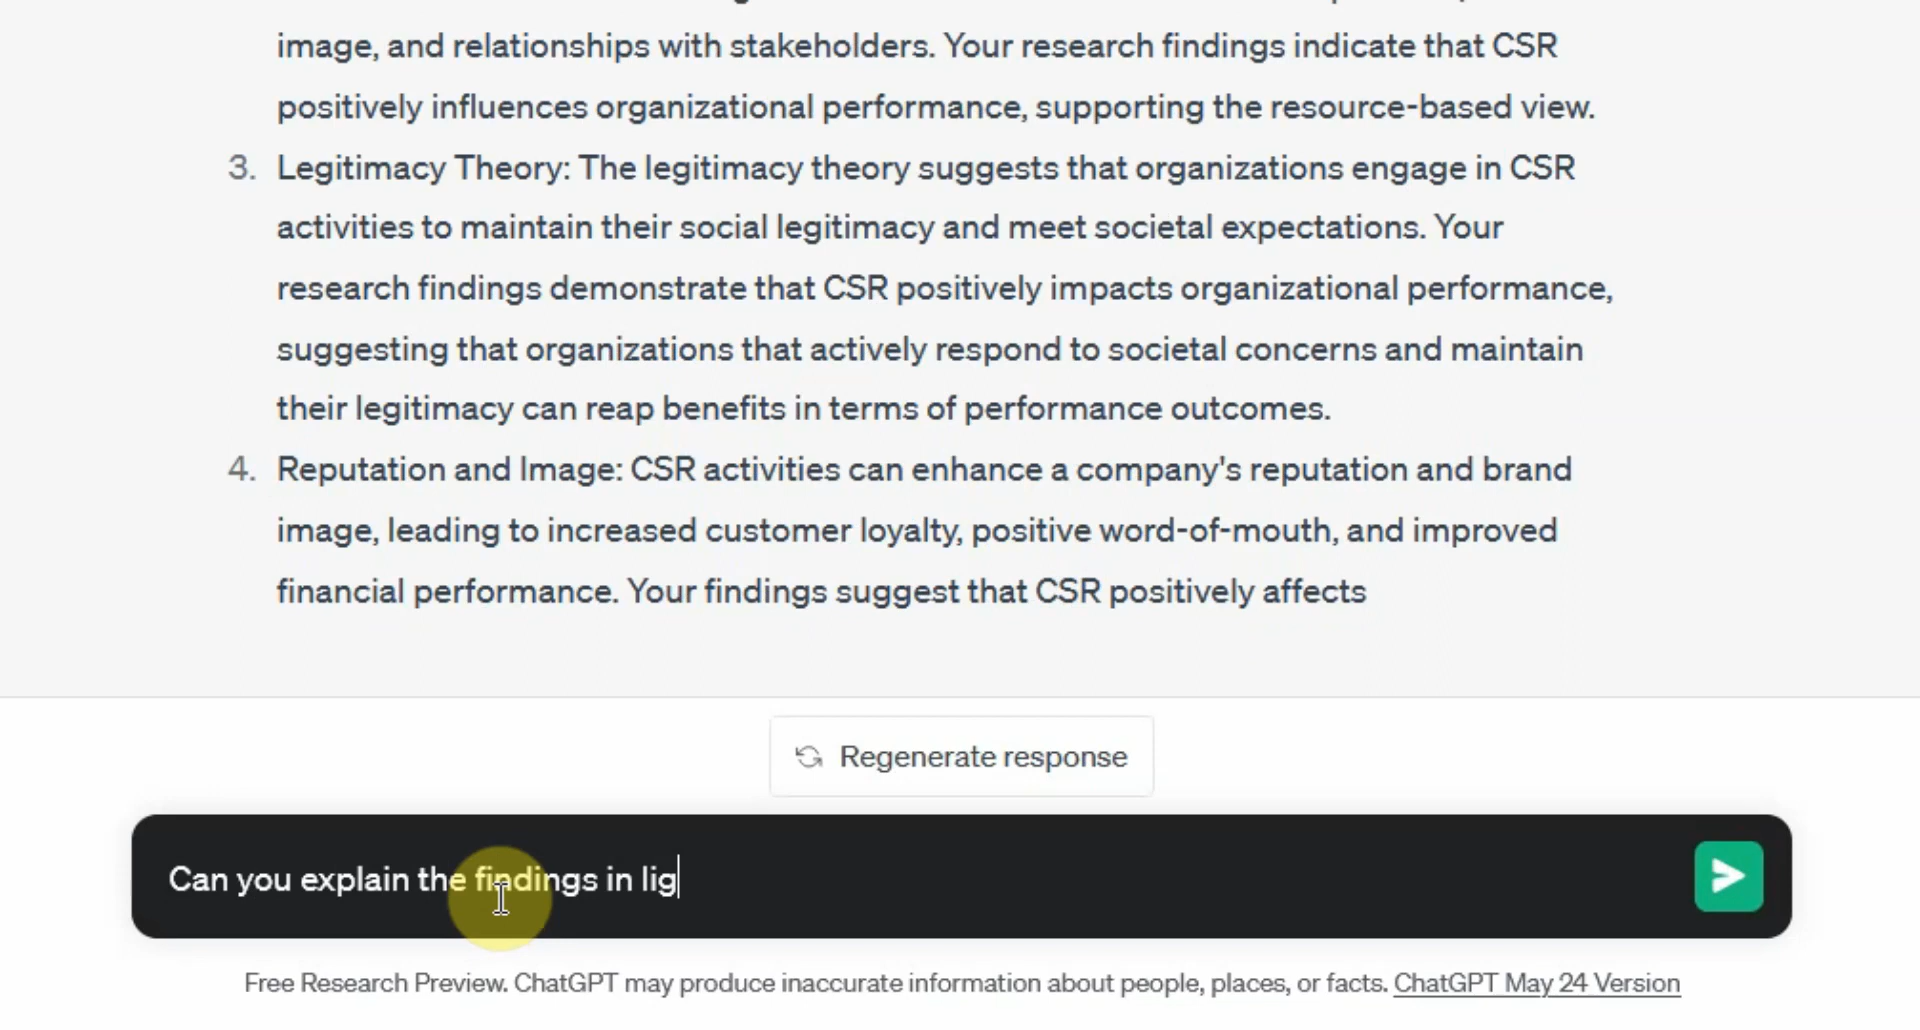 image, and relationships with stakeholders. Your research findings indicate that CSR
positively influences organizational performance, supporting the resource-based view.
3. Legitimacy Theory: The legitimacy theory suggests that organizations engage in CSR
activities to maintain their social legitimacy and meet societal expectations. Your
research findings demonstrate that CSR positively impacts organizational performance,
suggesting that organizations that actively respond to societal concerns and maintain
their legitimacy can reap benefits in terms of performance outcomes.
4. Reputation and Image: CSR activities can enhance a company's reputation and brand
image, leading to increased customer loyalty, positive word-of-mouth, and improved
financial performance. Your findings suggest that CSR positively affects
Regenerate response
Can you explain the findings in lig
Free Research Preview. ChatGPT may produce inaccurate information about people, places, or facts. ChatGPT May 24 Version